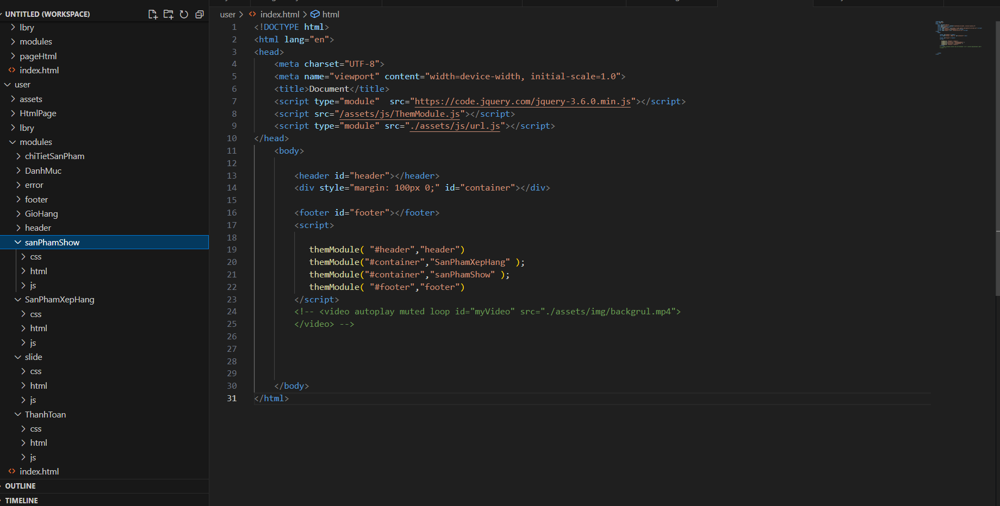 UNTITLED (WORKSPACE)
lbry
modules
pageHtml
index.html
user
assets
HtmlPage
lbry
modules
chiTietSanPham
DanhMuc
error
footer
GioHang
header
sanPhamShow
css
html
js
SanPhamXepHang
css
html
js
slide
css
html
js
ThanhToan
css
html
js
index.html
OUTLINE
TIMELINE
user > index.html > html
1 <!DOCTYPE html>
2 <html lang="en">
3 <head>
4     <meta charset="UTF-8">
5     <meta name="viewport" content="width=device-width, initial-scale=1.0">
6     <title>Document</title>
7     <script type="module"  src="https://code.jquery.com/jquery-3.6.0.min.js"></script>
8     <script src="/assets/js/ThemModule.js"></script>
9     <script type="module" src="./assets/js/url.js"></script>
10 </head>
11     <body>
12
13         <header id="header"></header>
14         <div style="margin: 100px 0;" id="container"></div>
15
16         <footer id="footer"></footer>
17         <script>
18
19            themModule( "#header","header")
20            themModule("#container","SanPhamXepHang" );
21            themModule("#container","sanPhamShow" );
22            themModule( "#footer","footer")
23         </script>
24         <!-- <video autoplay muted loop id="myVideo" src="./assets/img/backgrul.mp4">
25         </video> -->
26
27
28
29
30     </body>
31 </html>